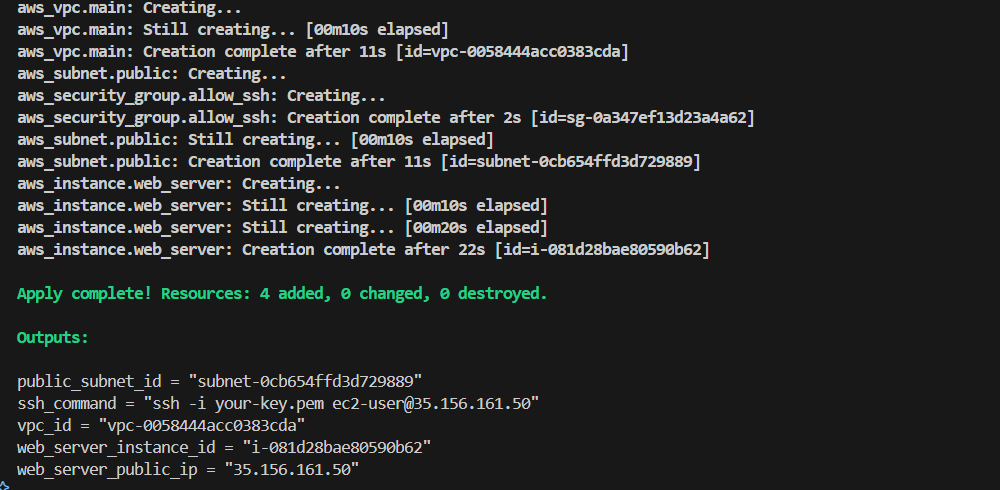 aws_vpc.main: Creating...
aws_vpc.main: Still creating... [00m10s elapsed]
aws_vpc.main: Creation complete after 11s [id=vpc-0058444acc0383cda]
aws_subnet.public: Creating...
aws_security_group.allow_ssh: Creating...
aws_security_group.allow_ssh: Creation complete after 2s [id=sg-0a347ef13d23a4a62]
aws_subnet.public: Still creating... [00m10s elapsed]
aws_subnet.public: Creation complete after 11s [id=subnet-0cb654ffd3d729889]
aws_instance.web_server: Creating...
aws_instance.web_server: Still creating... [00m10s elapsed]
aws_instance.web_server: Still creating... [00m20s elapsed]
aws_instance.web_server: Creation complete after 22s [id=i-081d28bae80590b62]
Apply complete! Resources: 4 added, 0 changed, 0 destroyed.
Outputs:
public_subnet_id = "subnet-0cb654ffd3d729889"
ssh_command = "ssh -i your-key.pem ec2-user@35.156.161.50"
vpc_id = "vpc-0058444acc0383cda"
web_server_instance_id = "i-081d28bae80590b62"
web_server_public_ip = "35.156.161.50"